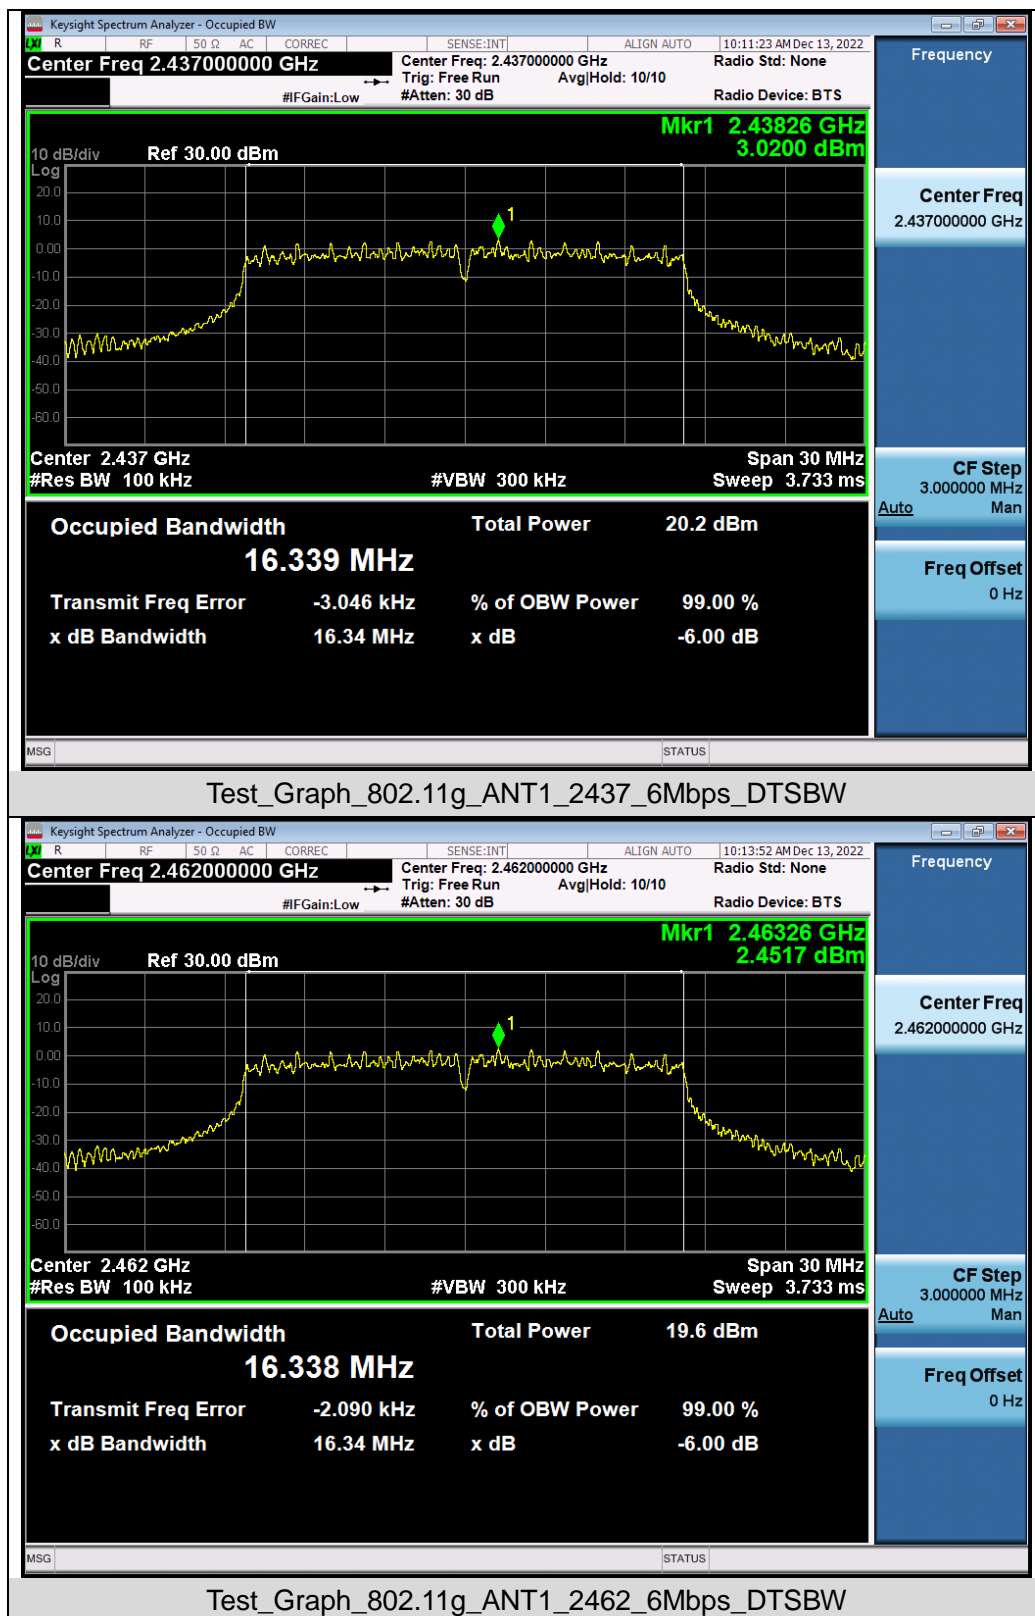 Keysight Spectrum Analyzer - Occupied BW
LXI R RF 50 Ω AC CORREC SENSE:INT ALIGN AUTO 10:11:23 AM Dec 13, 2022
Center Freq 2.437000000 GHz
Center Freq: 2.437000000 GHz Radio Std: None
Trig: Free Run Avg|Hold: 10/10
#IFGain:Low #Atten: 30 dB Radio Device: BTS
Frequency
Mkr1 2.43826 GHz
3.0200 dBm
10 dB/div Ref 30.00 dBm
Log
20.0
10.0
0.00
-10.0
-20.0
-30.0
-40.0
-50.0
-60.0
1
Center 2.437 GHz Span 30 MHz
#Res BW 100 kHz #VBW 300 kHz Sweep 3.733 ms
Center Freq
2.437000000 GHz
CF Step
3.000000 MHz
Auto Man
Freq Offset
0 Hz
Occupied Bandwidth Total Power 20.2 dBm
16.339 MHz
Transmit Freq Error -3.046 kHz % of OBW Power 99.00 %
x dB Bandwidth 16.34 MHz x dB -6.00 dB
MSG STATUS
Test_Graph_802.11g_ANT1_2437_6Mbps_DTSBW
Keysight Spectrum Analyzer - Occupied BW
LXI R RF 50 Ω AC CORREC SENSE:INT ALIGN AUTO 10:13:52 AM Dec 13, 2022
Center Freq 2.462000000 GHz
Center Freq: 2.462000000 GHz Radio Std: None
Trig: Free Run Avg|Hold: 10/10
#IFGain:Low #Atten: 30 dB Radio Device: BTS
Frequency
Mkr1 2.46326 GHz
2.4517 dBm
10 dB/div Ref 30.00 dBm
Log
20.0
10.0
0.00
-10.0
-20.0
-30.0
-40.0
-50.0
-60.0
1
Center 2.462 GHz Span 30 MHz
#Res BW 100 kHz #VBW 300 kHz Sweep 3.733 ms
Center Freq
2.462000000 GHz
CF Step
3.000000 MHz
Auto Man
Freq Offset
0 Hz
Occupied Bandwidth Total Power 19.6 dBm
16.338 MHz
Transmit Freq Error -2.090 kHz % of OBW Power 99.00 %
x dB Bandwidth 16.34 MHz x dB -6.00 dB
MSG STATUS
Test_Graph_802.11g_ANT1_2462_6Mbps_DTSBW